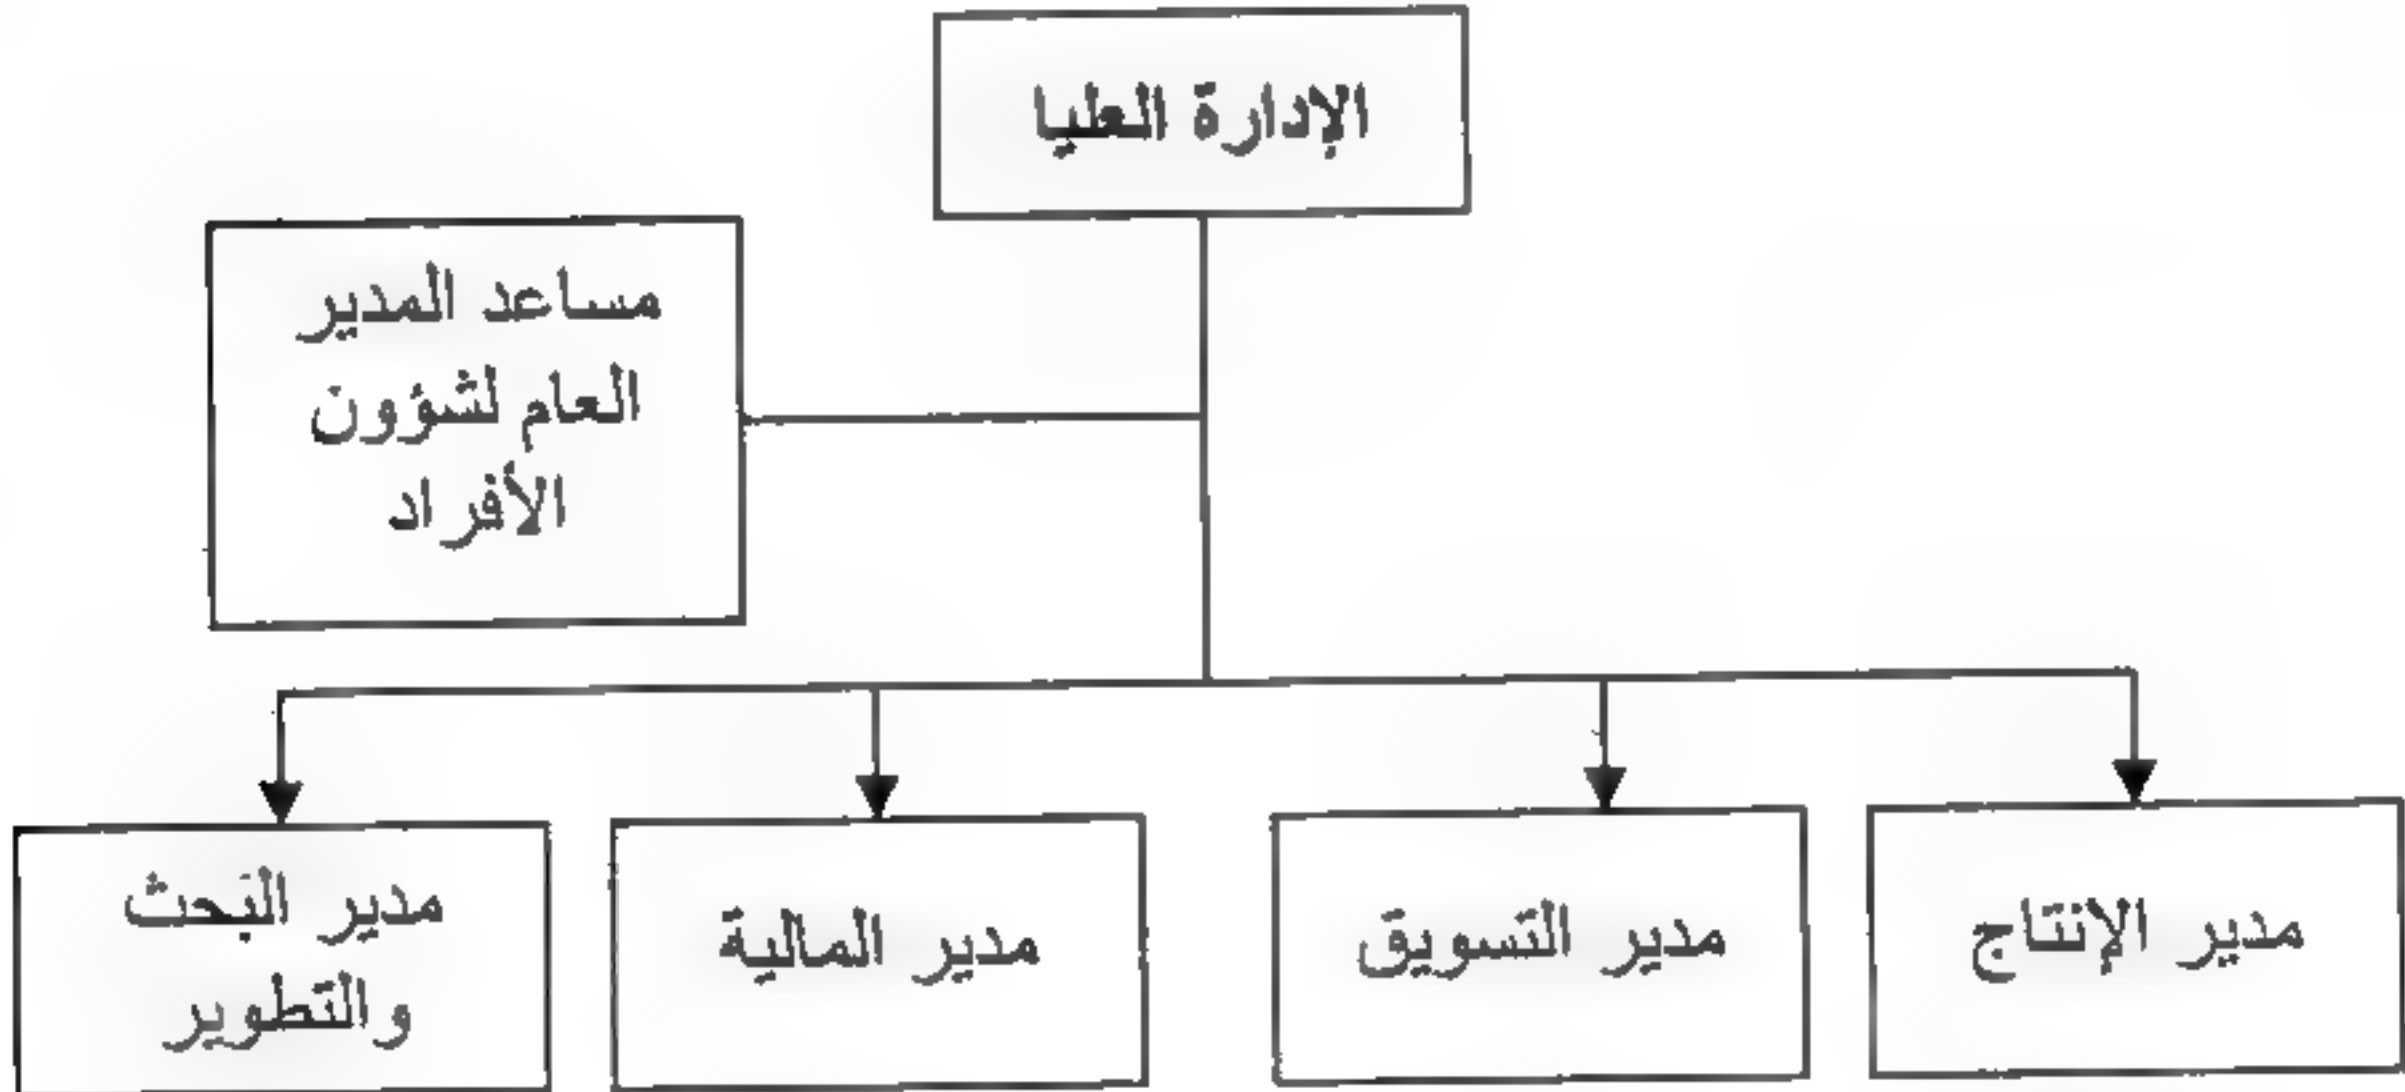 الإدارة العليا
مساعد المدير
العام لشؤون
الأفراد
مدير الإنتاج
مدير التسويق
مدير المالية
مدير البحث
والتطوير